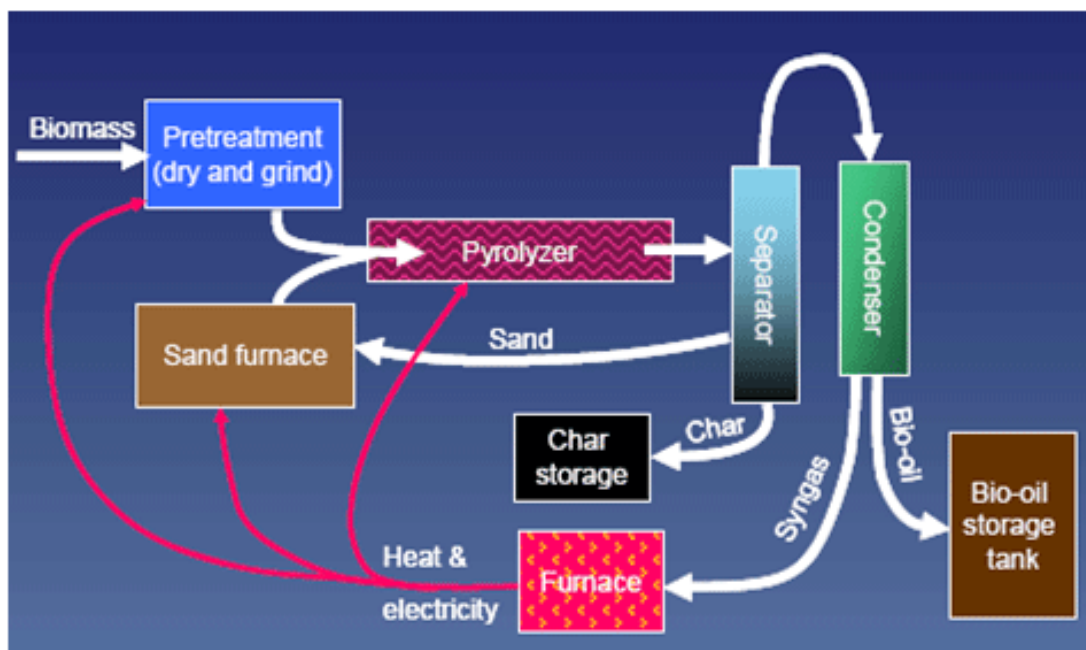 Biomass
Pretreatment
(dry and grind)
Pyrolyzer
Separator
Condenser
Sand furnace
Sand
Char
Char
storage
Syngas
Bio-oil
Bio-oil
storage
tank
Furnace
Heat &
electricity